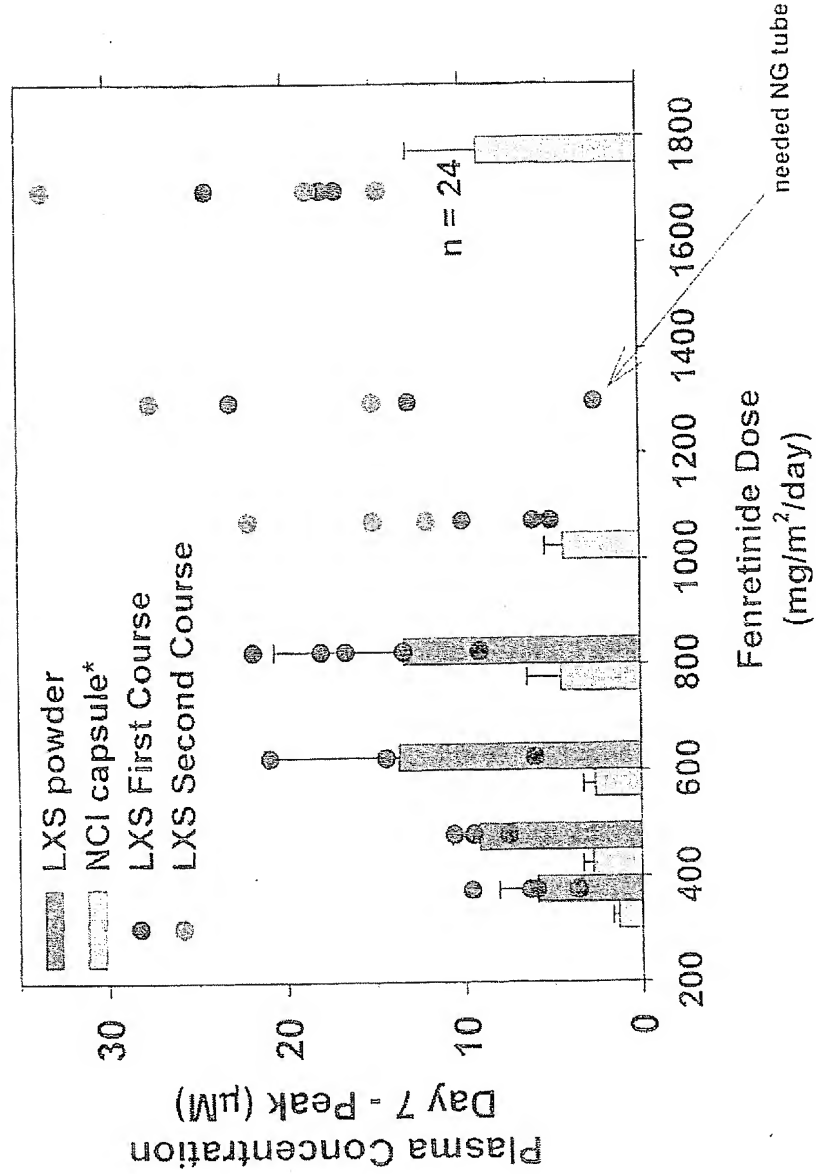 LXS powder
NCI capsule*
LXS First Course
LXS Second Course
n = 24
Plasma Concentration
Day 7 - Peak (µM)
30
20
10
0
200
400
600
800
1000
1200
1400
1600
1800
Fenretinide Dose
(mg/m²/day)
needed NG tube